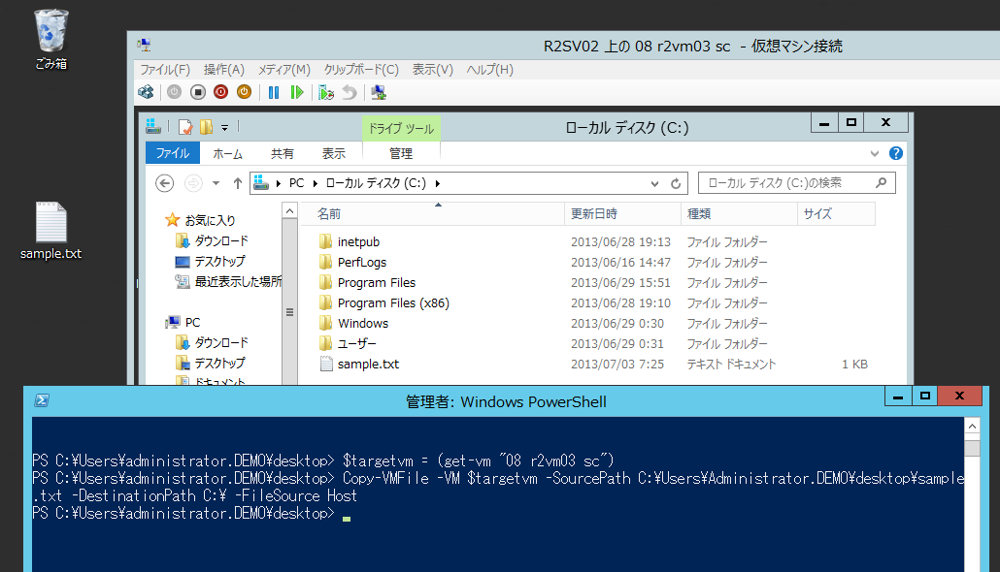 ごみ箱
sample.txt
R2SV02 上の 08 r2vm03 sc - 仮想マシン接続
ファイル(F) 操作(A) メディア(M) クリップボード(C) 表示(V) ヘルプ(H)
ドライブ ツール
ローカル ディスク (C:)
ファイル ホーム 共有 表示 管理
PC ローカル ディスク (C:)
ローカル ディスク (C:)の検索
名前 更新日時 種類 サイズ
お気に入り
ダウンロード
デスクトップ
最近表示した場所
PC
ダウンロード
デスクトップ
ドキュメント
inetpub 2013/06/28 19:13 ファイル フォルダー
PerfLogs 2013/06/16 14:47 ファイル フォルダー
Program Files 2013/06/29 15:51 ファイル フォルダー
Program Files (x86) 2013/06/28 19:10 ファイル フォルダー
Windows 2013/06/29 0:30 ファイル フォルダー
ユーザー 2013/06/29 0:31 ファイル フォルダー
sample.txt 2013/07/03 7:25 テキスト ドキュメント 1 KB
管理者: Windows PowerShell
PS C:¥Users¥administrator.DEMO¥desktop> $targetvm = (get-vm "08 r2vm03 sc")
PS C:¥Users¥administrator.DEMO¥desktop> Copy-VMFile -VM $targetvm -SourcePath C:¥Users¥Administrator.DEMO¥desktop¥sample
.txt -DestinationPath C:¥ -FileSource Host
PS C:¥Users¥administrator.DEMO¥desktop>